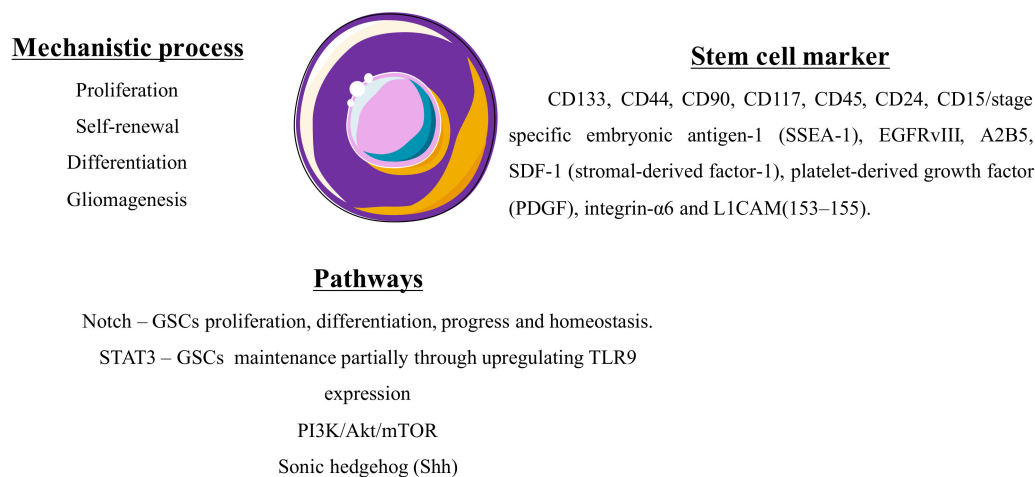 Mechanistic process
Proliferation
Self-renewal
Differentiation
Gliomagenesis
Stem cell marker
CD133, CD44, CD90, CD117, CD45, CD24, CD15/stage
specific embryonic antigen-1 (SSEA-1), EGFRvIII, A2B5,
SDF-1 (stromal-derived factor-1), platelet-derived growth factor
(PDGF), integrin-α6 and L1CAM(153–155).
Pathways
Notch – GSCs proliferation, differentiation, progress and homeostasis.
STAT3 – GSCs maintenance partially through upregulating TLR9
expression
PI3K/Akt/mTOR
Sonic hedgehog (Shh)